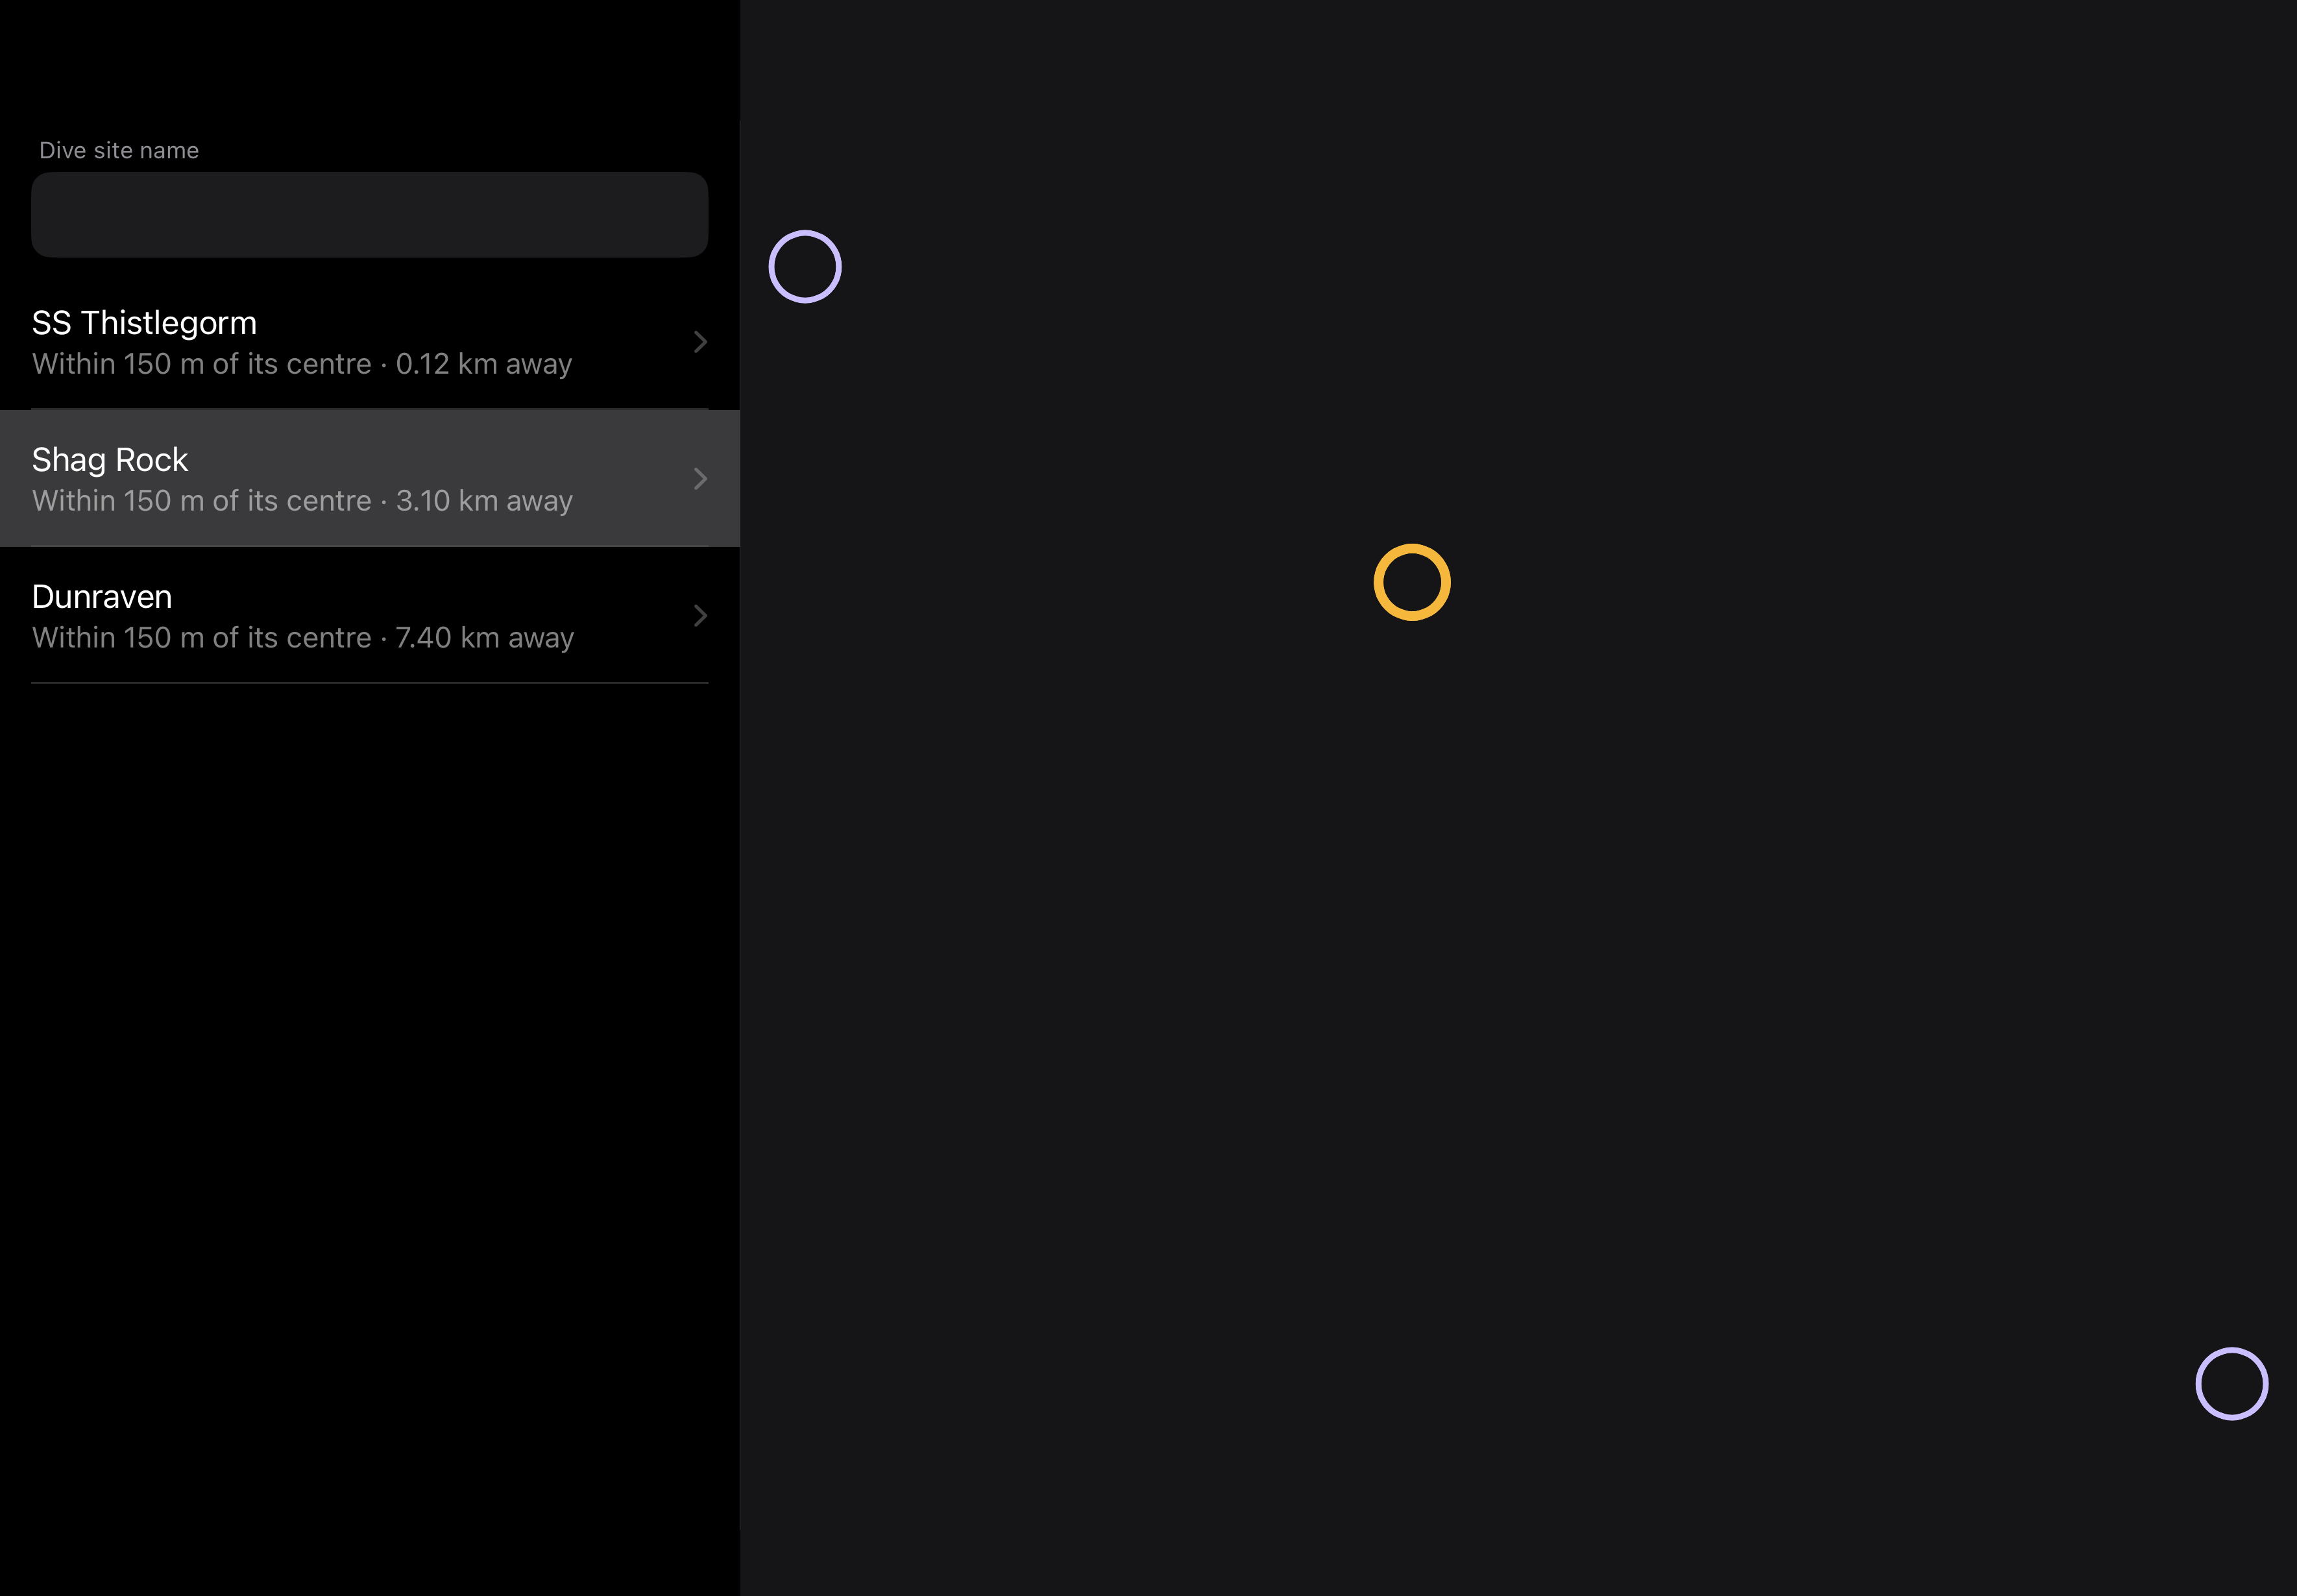 Dive site name
SS Thistlegorm
Within 150 m of its centre · 0.12 km away
Shag Rock
Within 150 m of its centre · 3.10 km away
Dunraven
Within 150 m of its centre · 7.40 km away